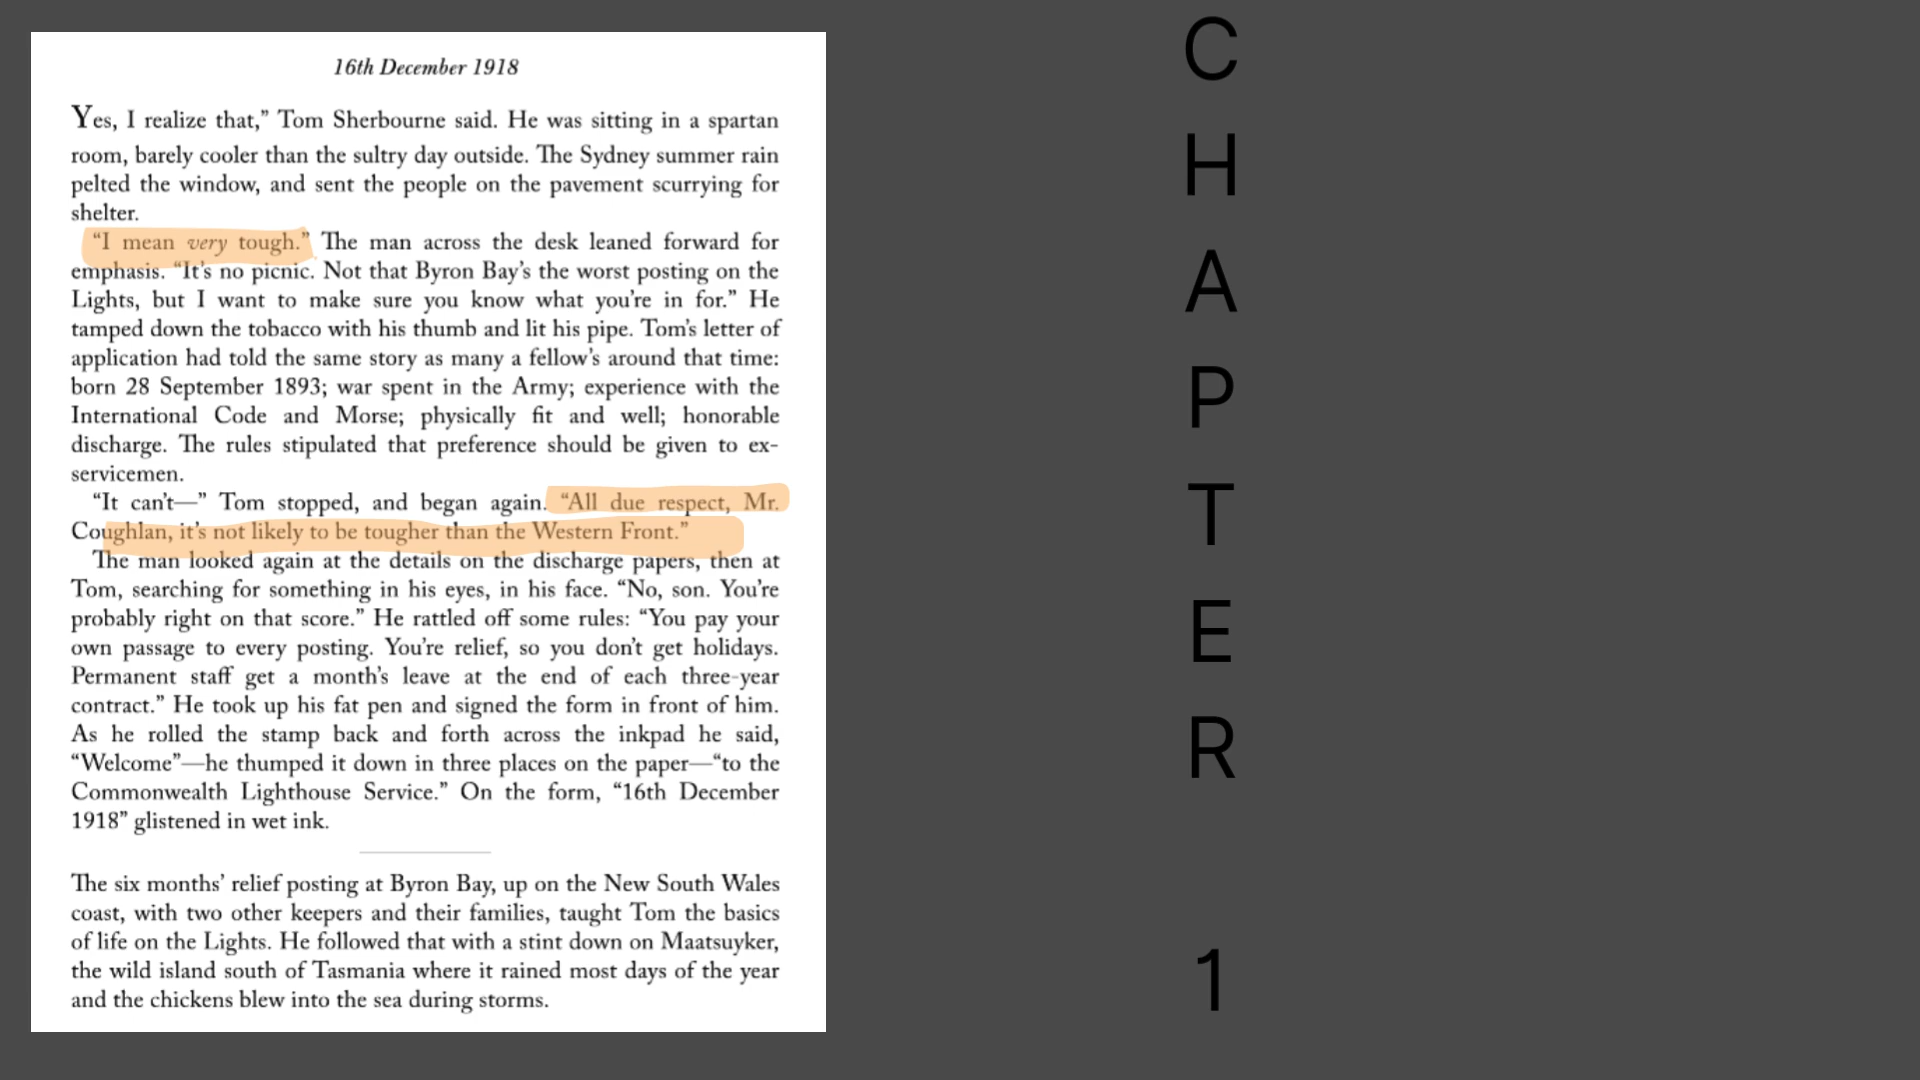 16th December 1918
Yes, I realize that,” Tom Sherbourne said. He was sitting in a spartan
room, barely cooler than the sultry day outside. The Sydney summer rain
pelted the window, and sent the people on the pavement scurrying for
shelter.
“I mean very tough.” The man across the desk leaned forward for
emphasis. “It’s no picnic. Not that Byron Bay’s the worst posting on the
Lights, but I want to make sure you know what you’re in for.” He
tamped down the tobacco with his thumb and lit his pipe. Tom’s letter of
application had told the same story as many a fellow’s around that time:
born 28 September 1893; war spent in the Army; experience with the
International Code and Morse; physically fit and well; honorable
discharge. The rules stipulated that preference should be given to ex-
servicemen.
“It can’t—” Tom stopped, and began again. “All due respect, Mr.
Coughlan, it’s not likely to be tougher than the Western Front.”
The man looked again at the details on the discharge papers, then at
Tom, searching for something in his eyes, in his face. “No, son. You’re
probably right on that score.” He rattled off some rules: “You pay your
own passage to every posting. You’re relief, so you don’t get holidays.
Permanent staff get a month’s leave at the end of each three-year
contract.” He took up his fat pen and signed the form in front of him.
As he rolled the stamp back and forth across the inkpad he said,
“Welcome”—he thumped it down in three places on the paper—“to the
Commonwealth Lighthouse Service.” On the form, “16th December
1918” glistened in wet ink.
The six months’ relief posting at Byron Bay, up on the New South Wales
coast, with two other keepers and their families, taught Tom the basics
of life on the Lights. He followed that with a stint down on Maatsuyker,
the wild island south of Tasmania where it rained most days of the year
and the chickens blew into the sea during storms.
C
H
A
P
T
E
R
1